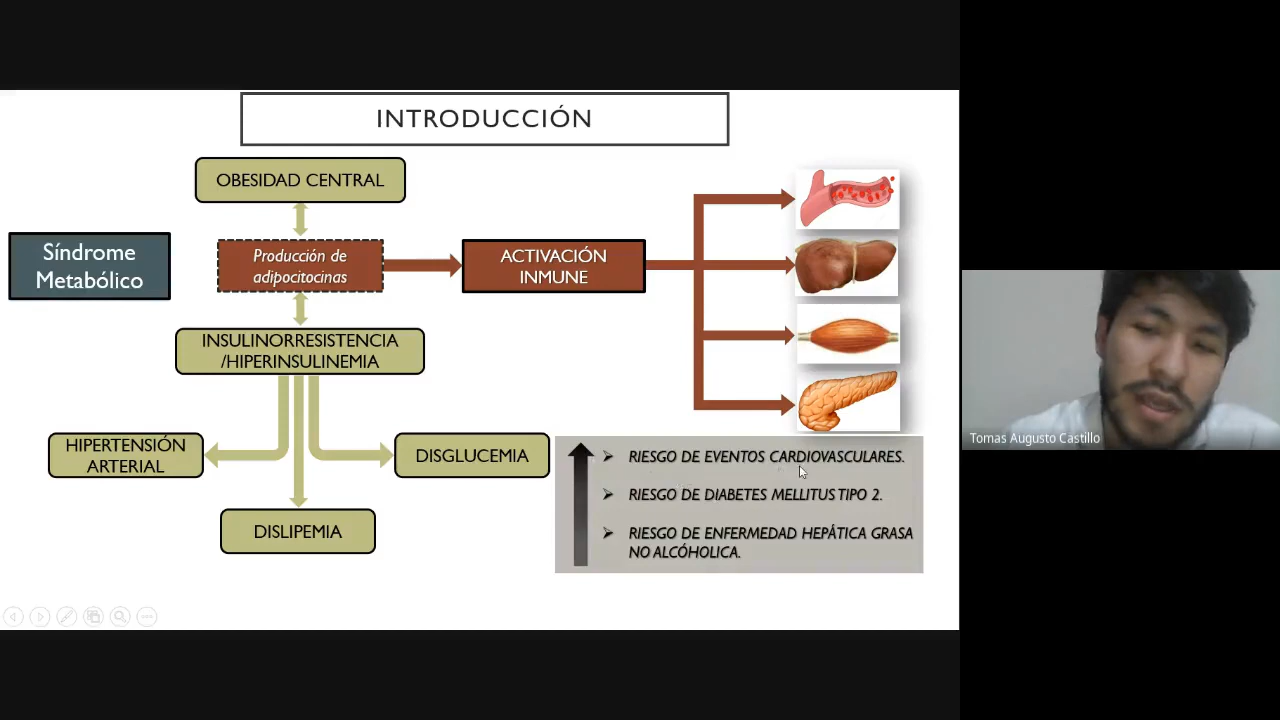 INTRODUCCIÓN
OBESIDAD CENTRAL
Síndrome
Metabólico
Producción de
adipocitocinas
ACTIVACIÓN
INMUNE
INSULINORRESISTENCIA
/HIPERINSULINEMIA
HIPERTENSIÓN
ARTERIAL
DISGLUCEMIA
DISLIPEMIA
RIESGO DE EVENTOS CARDIOVASCULARES.
RIESGO DE DIABETES MELLITUS TIPO 2.
RIESGO DE ENFERMEDAD HEPÁTICA GRASA
NO ALCÓHOLICA.
Tomas Augusto Castillo